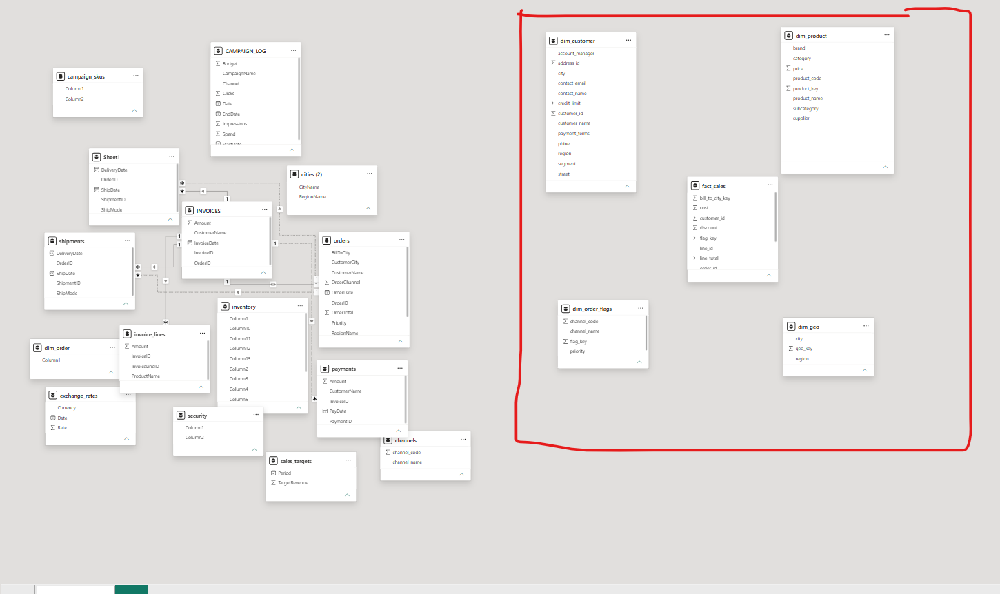 campaign_skus
Column1
Column2
CAMPAIGN_LOG
Budget
CampaignName
Channel
Clicks
Date
EndDate
Impressions
Spend
StartDate
Sheet1
DeliveryDate
OrderID
ShipDate
ShipmentID
ShipMode
cities (2)
CityName
RegionName
INVOICES
Amount
CustomerName
InvoiceDate
InvoiceID
OrderID
shipments
DeliveryDate
OrderID
ShipDate
ShipmentID
ShipMode
orders
BillToCity
CustomerCity
CustomerName
OrderChannel
OrderDate
OrderID
OrderTotal
Priority
RegionName
inventory
Column1
Column10
Column11
Column12
Column13
Column2
Column3
Column4
Column5
dim_order
Column1
invoice_lines
Amount
InvoiceID
InvoiceLineID
ProductName
exchange_rates
Currency
Date
Rate
security
Column1
Column2
payments
Amount
CustomerName
InvoiceID
PayDate
PaymentID
channels
channel_code
channel_name
sales_targets
Period
TargetRevenue
dim_customer
account_manager
address_id
city
contact_email
contact_name
credit_limit
customer_id
customer_name
payment_terms
phine
region
segment
street
dim_product
brand
category
price
product_code
product_key
product_name
subcategory
supplier
fact_sales
bill_to_city_key
cost
customer_id
discount
flag_key
line_id
line_total
order_id
dim_order_flags
channel_code
channel_name
flag_key
priority
dim_geo
city
geo_key
region